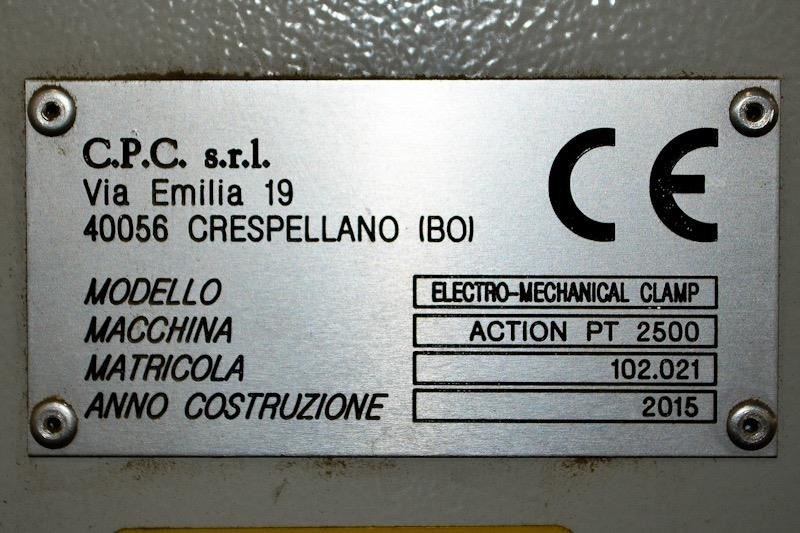 C.P.C. s.r.l.
Via Emilia 19
40056 CRESPELLANO (BO)
CE
MODELLO ELECTRO-MECHANICAL CLAMP
MACCHINA ACTION PT 2500
MATRICOLA 102.021
ANNO COSTRUZIONE 2015